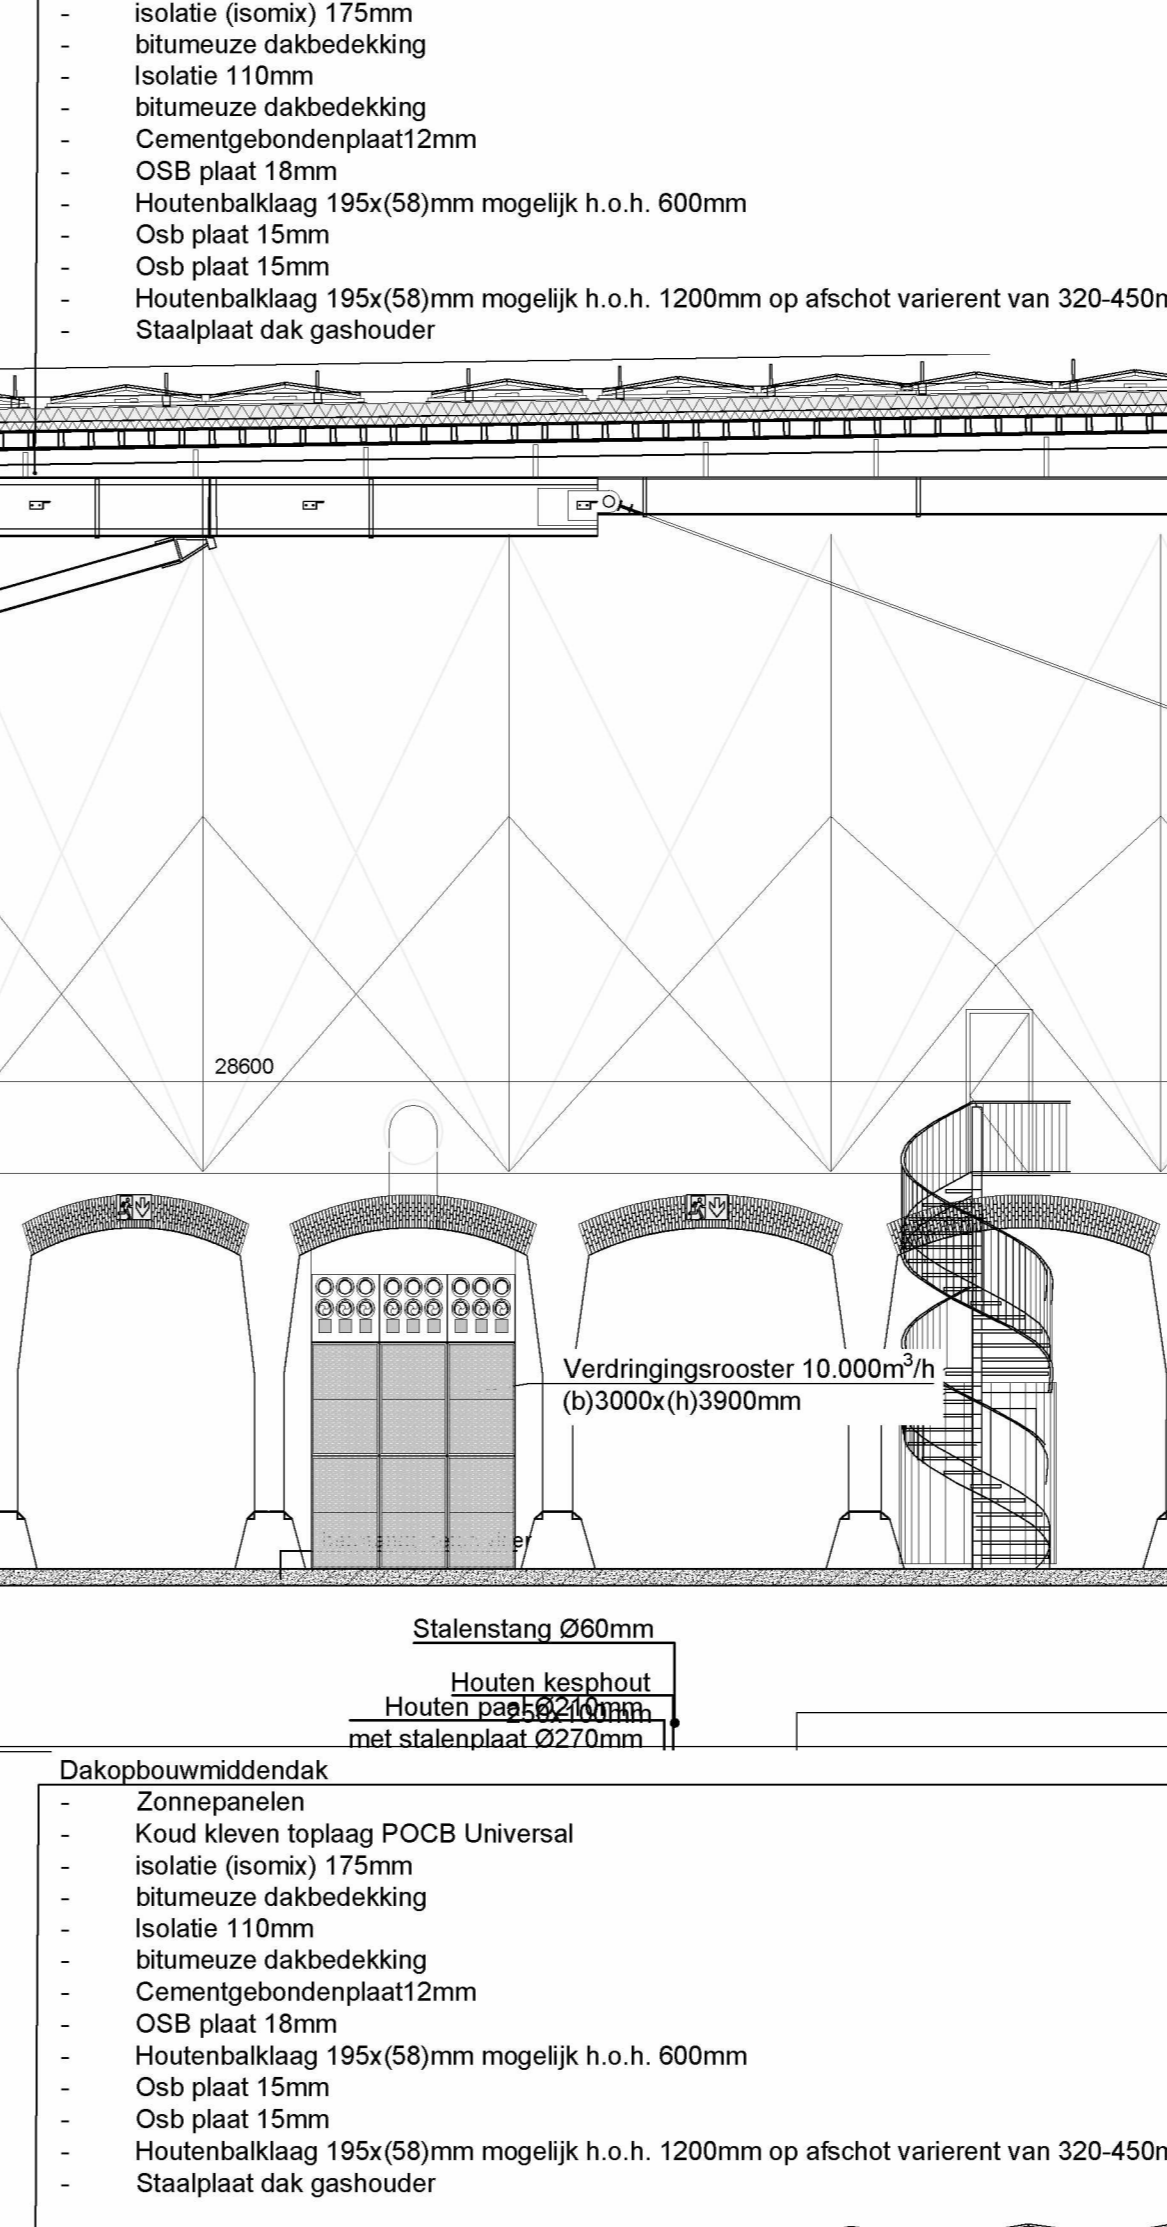 - isolatie (isomix) 175mm
- bitumeuze dakbedekking
- Isolatie 110mm
- bitumeuze dakbedekking
- Cementgebondenplaat12mm
- OSB plaat 18mm
- Houtenbalklaag 195x(58)mm mogelijk h.o.h. 600mm
- Osb plaat 15mm
- Osb plaat 15mm
- Houtenbalklaag 195x(58)mm mogelijk h.o.h. 1200mm op afschot varierent van 320-450
- Staalplaat dak gashouder
28600
Verdringingsrooster 10.000m³/h
(b)3000x(h)3900mm
Stalenstang Ø60mm
Houten kesphout
250x100mm
Houten paal Ø210mm
met stalenplaat Ø270mm
Dakopbouwmiddendak
- Zonnepanelen
- Koud kleven toplaag POCB Universal
- isolatie (isomix) 175mm
- bitumeuze dakbedekking
- Isolatie 110mm
- bitumeuze dakbedekking
- Cementgebondenplaat12mm
- OSB plaat 18mm
- Houtenbalklaag 195x(58)mm mogelijk h.o.h. 600mm
- Osb plaat 15mm
- Osb plaat 15mm
- Houtenbalklaag 195x(58)mm mogelijk h.o.h. 1200mm op afschot varierent van 320-450
- Staalplaat dak gashouder